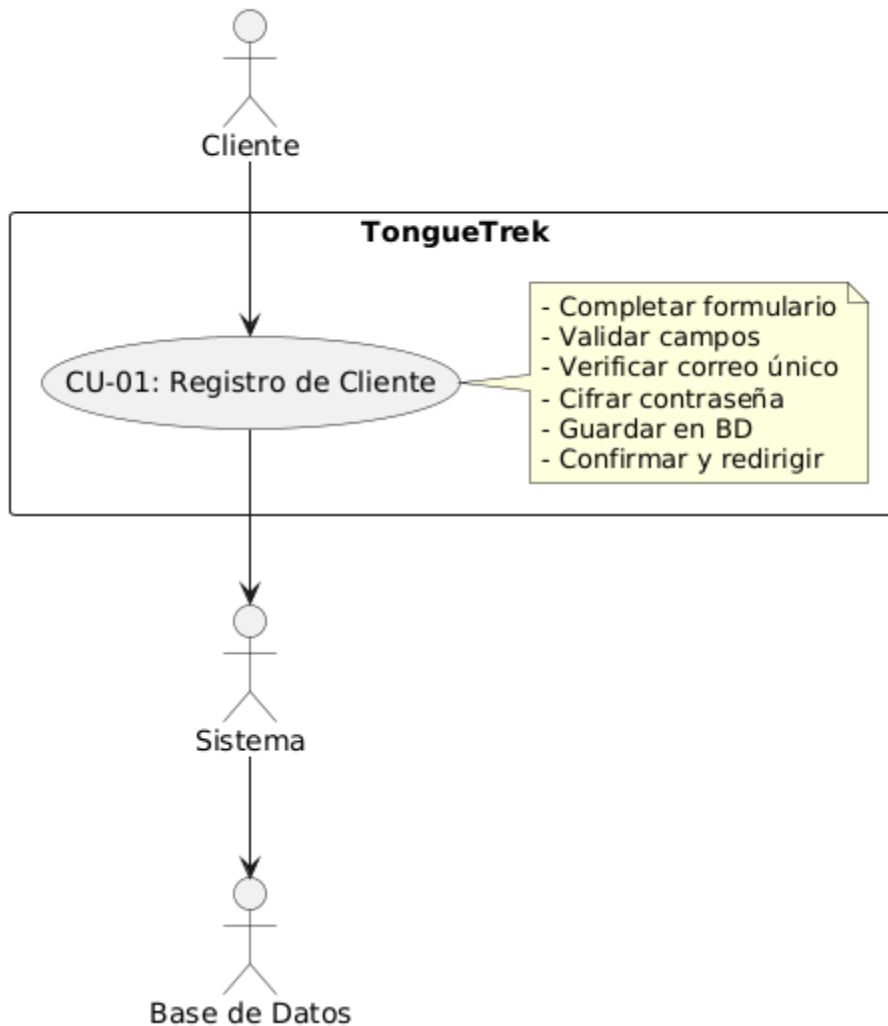 Cliente
TongueTrek
CU-01: Registro de Cliente
- Completar formulario
- Validar campos
- Verificar correo único
- Cifrar contraseña
- Guardar en BD
- Confirmar y redirigir
Sistema
Base de Datos